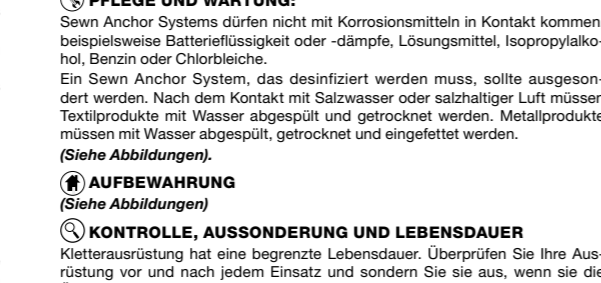 PFLEGE UND WARTUNG:
Sewn Anchor Systems dürfen nicht mit Korrosionsmitteln in Kontakt kommen
beispielsweise Batterieflüssigkeit oder -dämpfe, Lösungsmittel, Isopropylalko-
hol, Benzin oder Chlorbleiche.
Ein Sewn Anchor System, das desinfiziert werden muss, sollte ausgeson-
dert werden. Nach dem Kontakt mit Salzwasser oder salzhaltiger Luft müssen
Textilprodukte mit Wasser abgespült und getrocknet werden. Metallprodukte
müssen mit Wasser abgespült, getrocknet und eingefettet werden.
(Siehe Abbildungen).
AUFBEWAHRUNG
(Siehe Abbildungen)
KONTROLLE, AUSSONDERUNG UND LEBENSDAUER
Kletterausrüstung hat eine begrenzte Lebensdauer. Überprüfen Sie Ihre Aus-
rüstung vor und nach jedem Einsatz und sondern Sie sie aus, wenn sie die